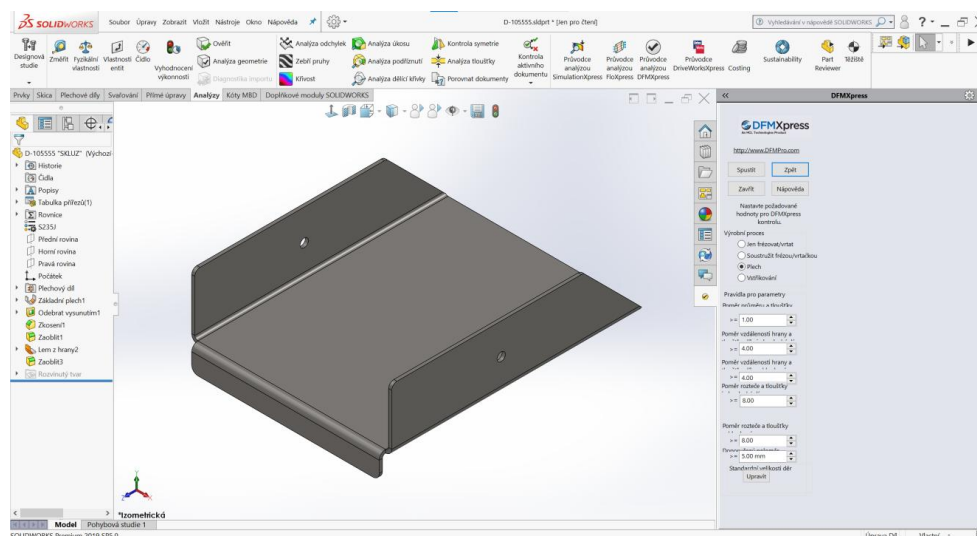 SOLIDWORKS
Soubor Úpravy Zobrazit Vložit Nástroje Okno Nápověda
D-105555.sldprt * [Jen pro čtení]
Vyhledávání v nápovědě SOLIDWORKS
Designová studie
Změřit
Fyzikální vlastnosti
Vlastnosti entit
Čidlo
Vyhodnocení výkonnosti
Ověřit
Analýza geometrie
Diagnostika importu
Analýza odchylek
Zebří pruhy
Křivost
Analýza úkosu
Analýza podříznutí
Analýza dělicí křivky
Kontrola symetrie
Analýza tloušťky
Porovnat dokumenty
Kontrola aktivního dokumentu
Průvodce analýzou SimulationXpress
Průvodce analýzou FloXpress
Průvodce analýzou DFMXpress
Průvodce DriveWorksXpress
Costing
Sustainability
Part Reviewer
Těžiště
Prvky Skica Plechové díly Svařování Přímé úpravy Analýzy Kóty MBD Doplňkové moduly SOLIDWORKS
D-105555 "SKLUZ" (Výchozí
Historie
Čidla
Popisy
Tabulka přířezů(1)
Rovnice
S235J
Přední rovina
Horní rovina
Pravá rovina
Počátek
Plechový díl
Základní plech1
Odebrat vysunutím1
Zkosení1
Zaoblit1
Lem z hrany2
Zaoblit3
Rozvinutý tvar
*Izometrická
Model Pohybová studie 1
SOLIDWORKS Premium 2019 SP5.0
Úprava Díl
Vlastní
DFMXpress
DFMXpress
http://www.DFMPro.com
Spustit Zpět
Zavřít Nápověda
Nastavte požadované
hodnoty pro DFMXpress
kontrolu.
Výrobní proces
Jen frézovat/vrtat
Soustružit frézou/vrtačkou
Plech
Vstřikování
Pravidla pro parametry
Poměr průměru a tloušťky
>= 1.00
Poměr vzdálenosti hrany a
>= 4.00
Poměr vzdálenosti hrany a
>= 4.00
Poměr rozteče a tloušťky
>= 8.00
Poměr rozteče a tloušťky
>= 8.00
>= 5.00 mm
Standardní velikosti děr
Upravit